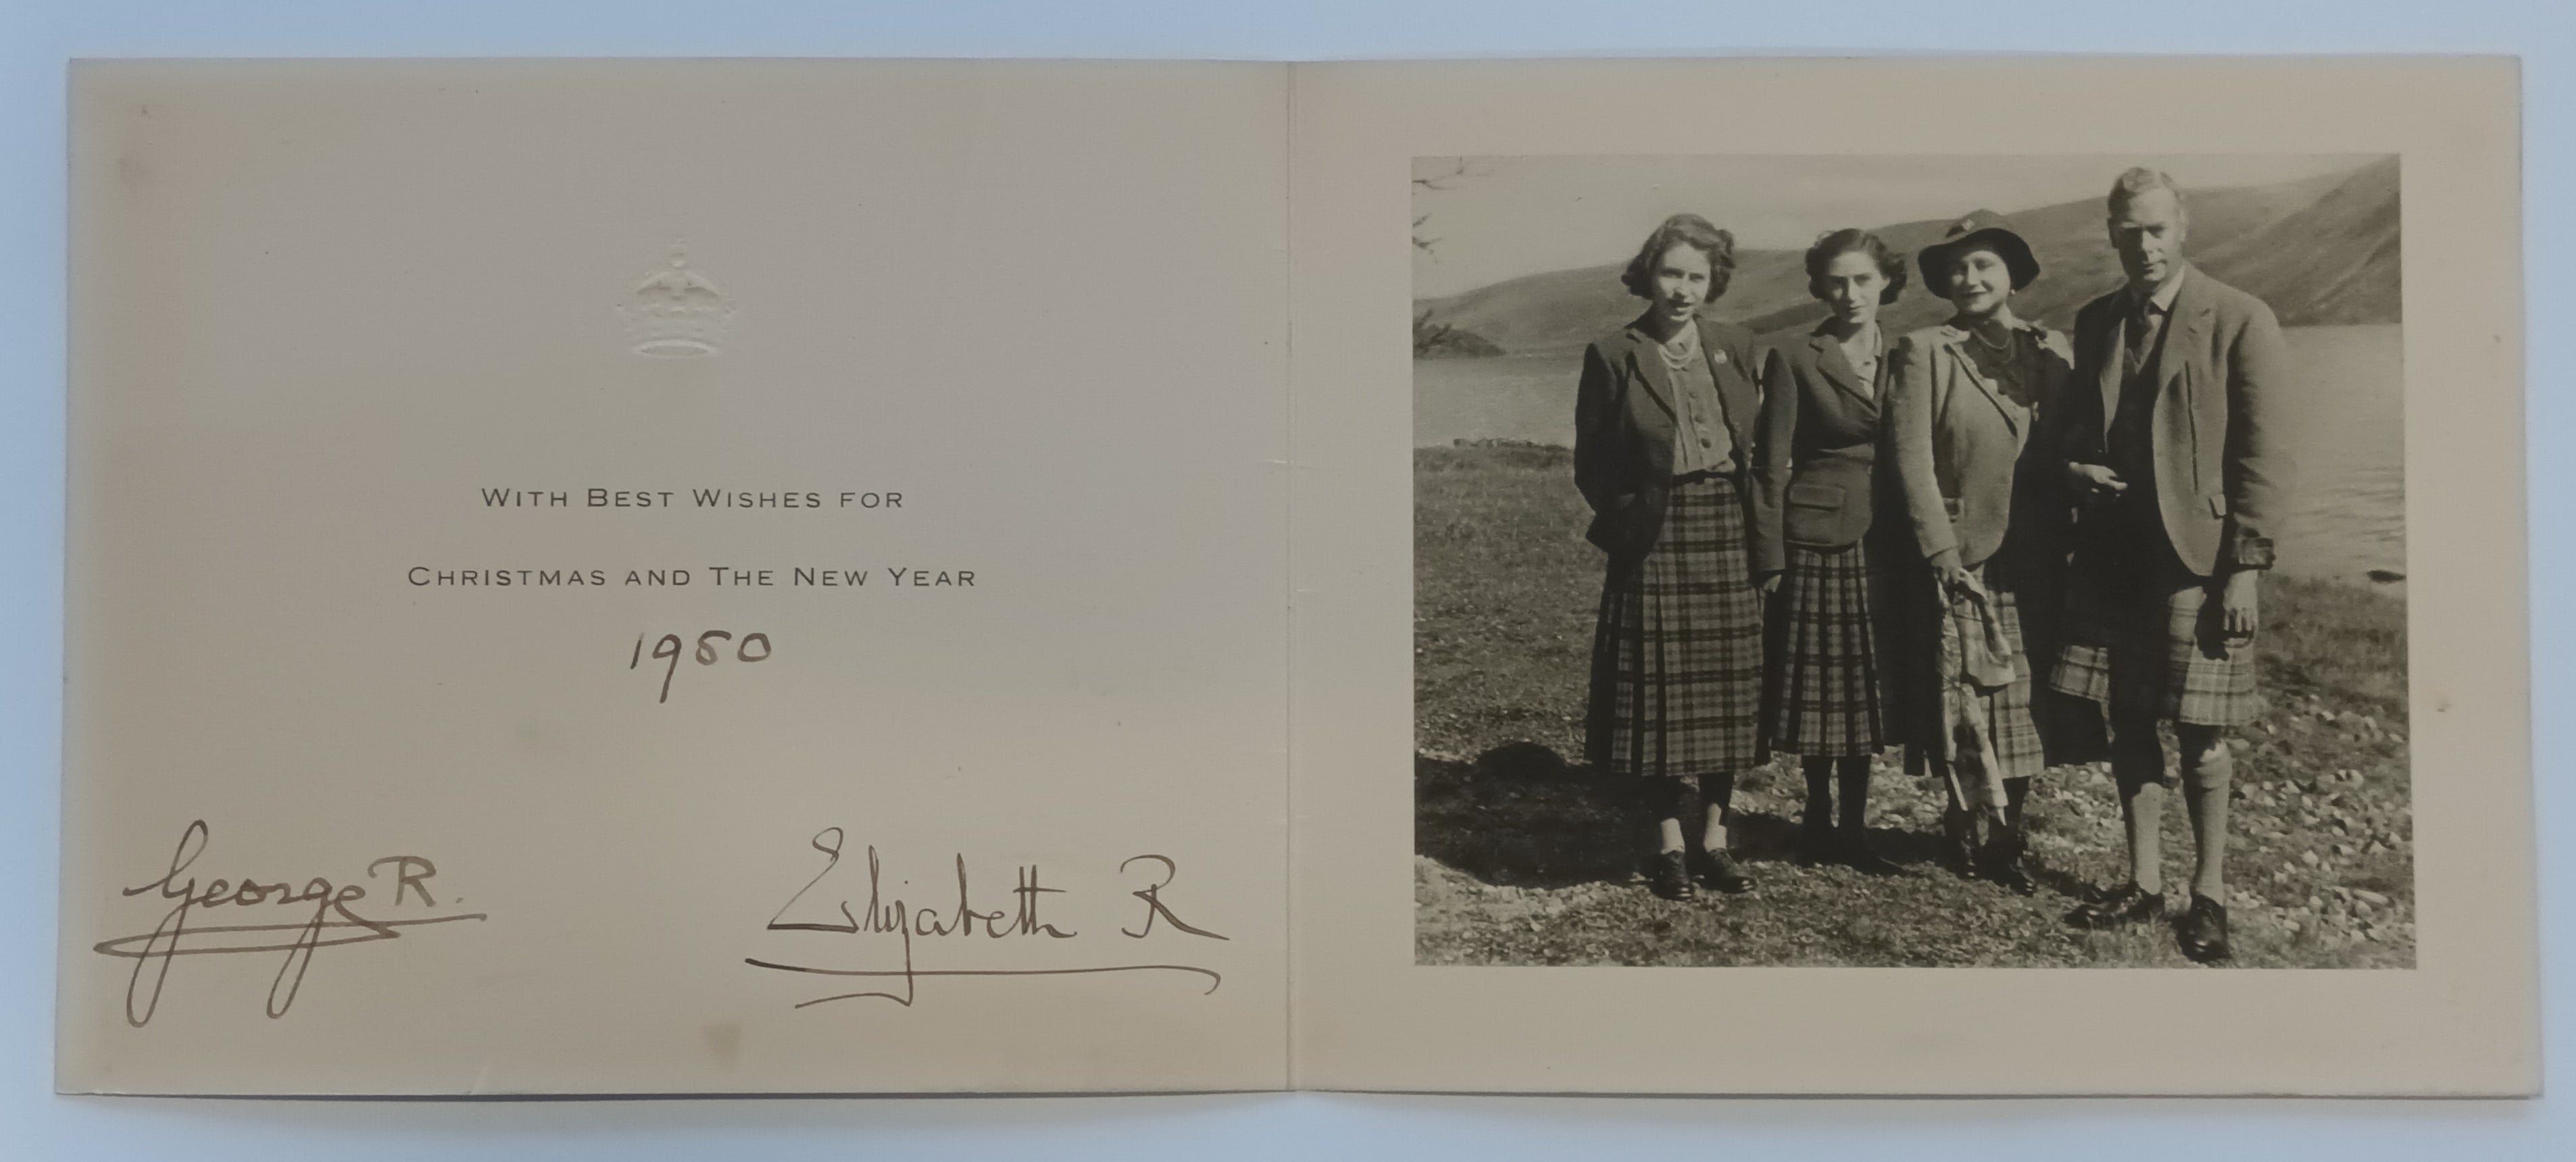 With Best Wishes for
Christmas and The New Year
1950
George R.
Elizabeth R